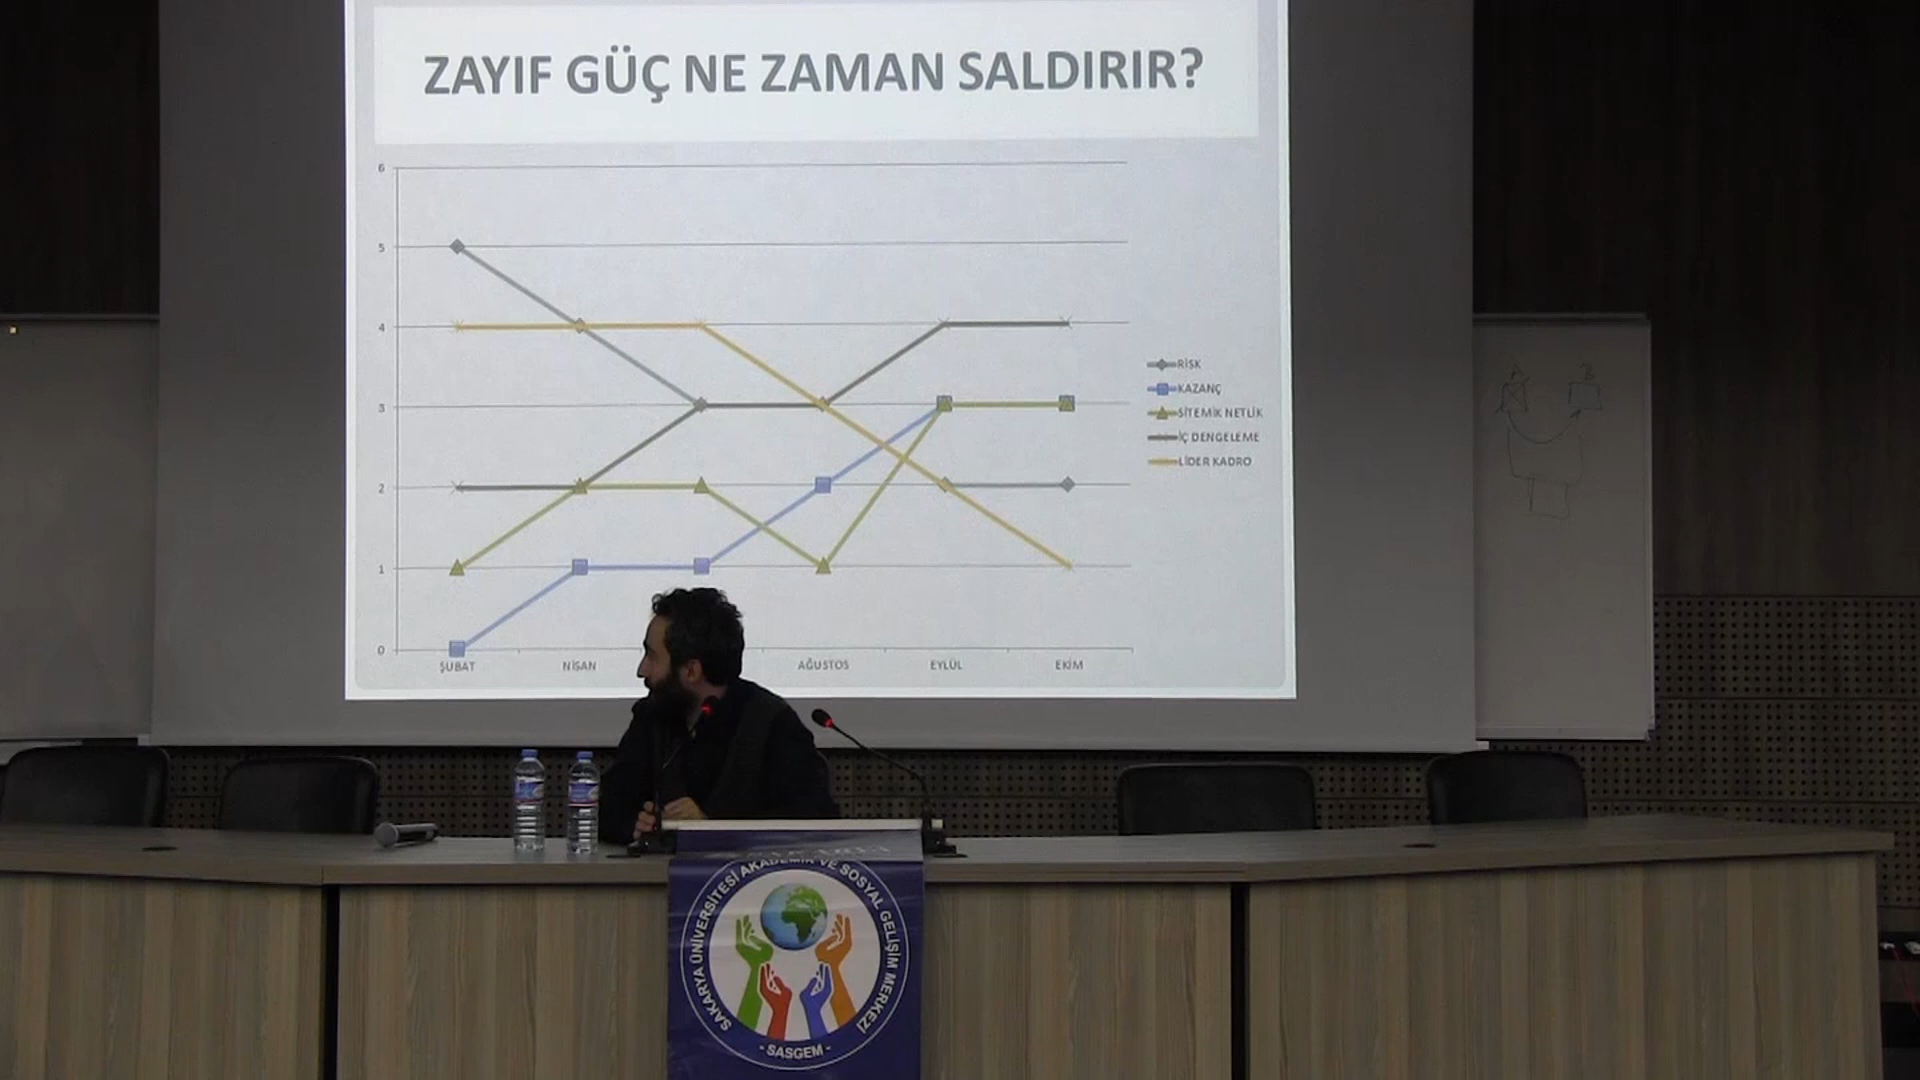 ZAYIF GÜÇ NE ZAMAN SALDIRIR?
6
5
4
3
2
1
0
ŞUBAT NİSAN AĞUSTOS EYLÜL EKİM
RİSK
KAZANÇ
SİTEMİK NETLİK
İÇ DENGELEME
LİDER KADRO
A B
SAKARYA ÜNİVERSİTESİ AKADEMİK VE SOSYAL GELİŞİM MERKEZİ
- SASGEM -